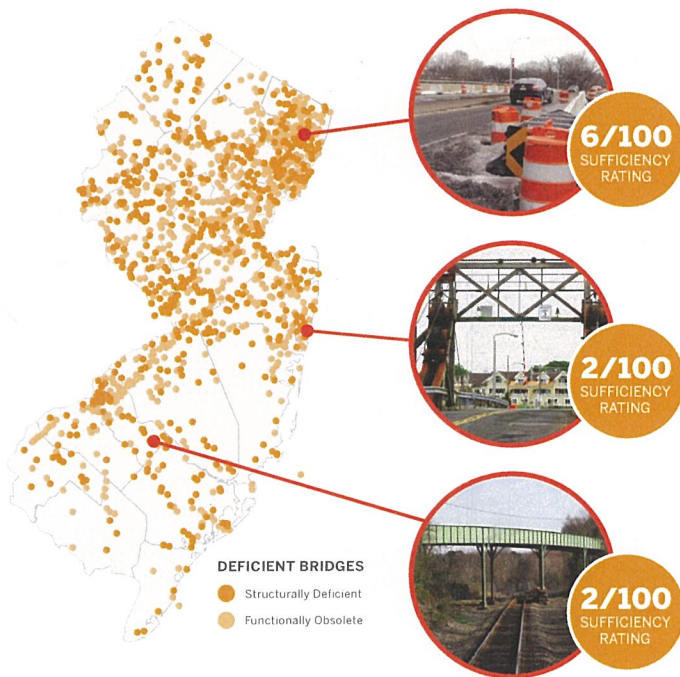 6/100
SUFFICIENCY
RATING
2/100
SUFFICIENCY
RATING
DEFICIENT BRIDGES
Structurally Deficient
Functionally Obsolete
2/100
SUFFICIENCY
RATING